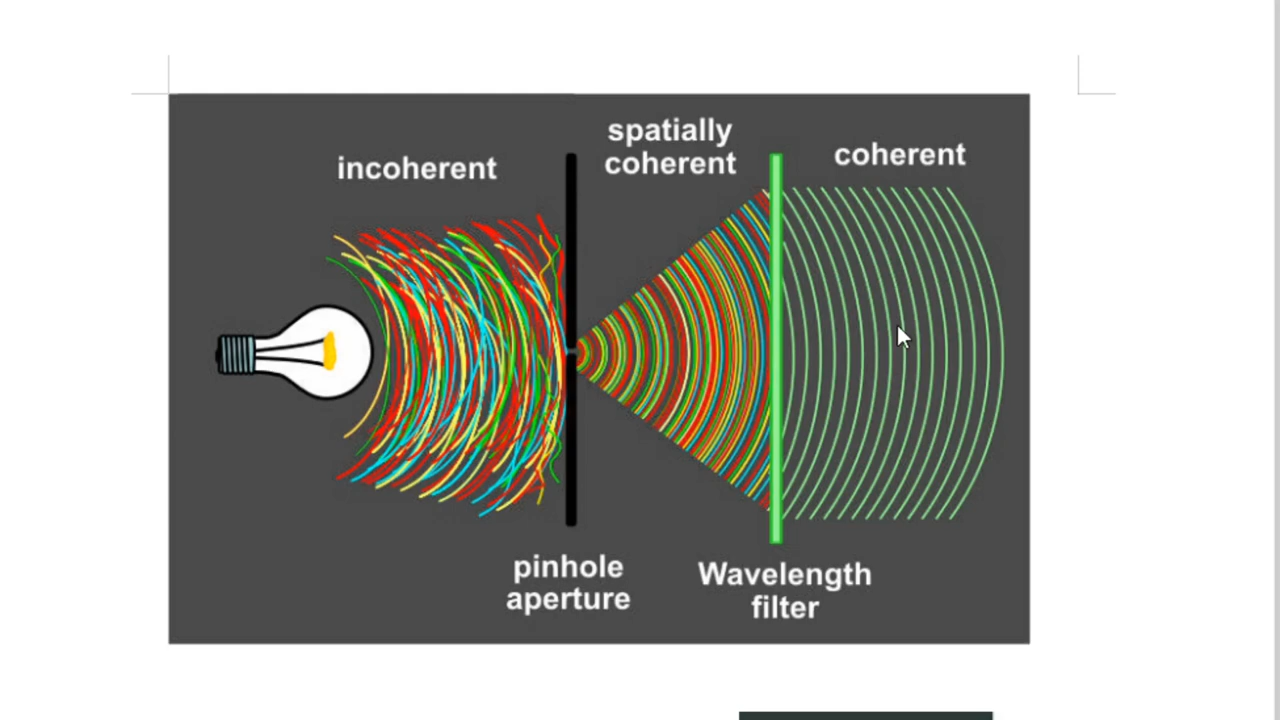 incoherent
spatially
coherent
coherent
pinhole
aperture
Wavelength
filter